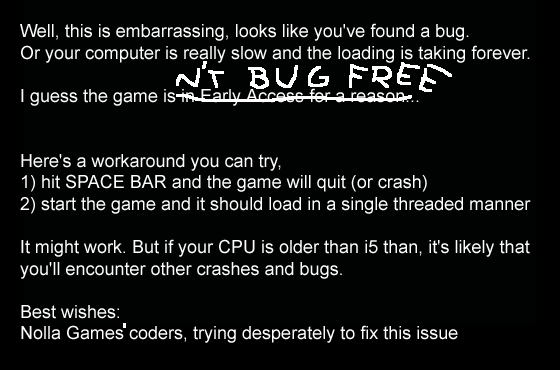 Well, this is embarrassing, looks like you've found a bug.
Or your computer is really slow and the loading is taking forever.
N'T BUG FREE
I guess the game is in Early Access for a reason...
Here's a workaround you can try,
1) hit SPACE BAR and the game will quit (or crash)
2) start the game and it should load in a single threaded manner
It might work. But if your CPU is older than i5 than, it's likely that
you'll encounter other crashes and bugs.
Best wishes:
Nolla Games'coders, trying desperately to fix this issue